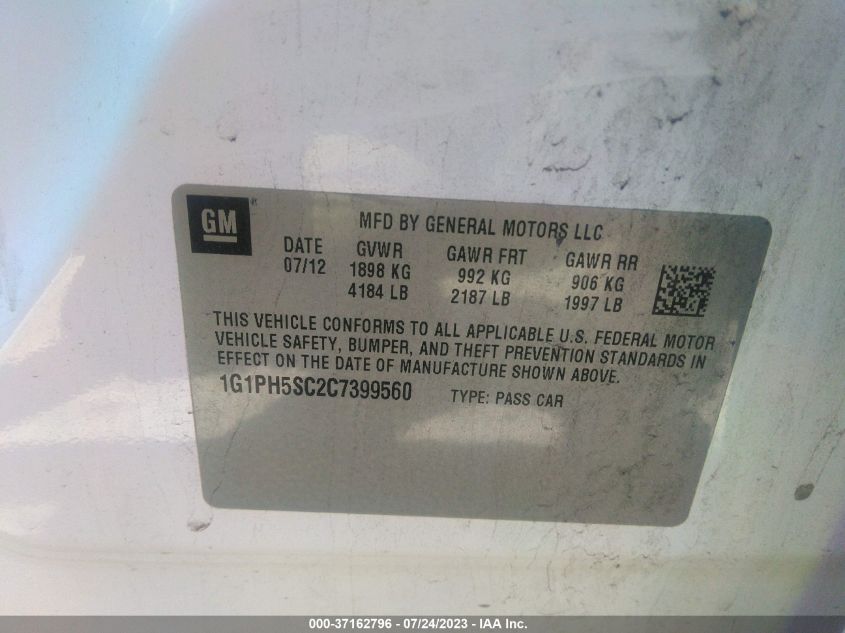 GM
MFD BY GENERAL MOTORS LLC
DATE GVWR GAWR FRT GAWR RR
07/12 1898 KG 992 KG 906 KG
4184 LB 2187 LB 1997 LB
THIS VEHICLE CONFORMS TO ALL APPLICABLE U.S. FEDERAL MOTOR
VEHICLE SAFETY, BUMPER, AND THEFT PREVENTION STANDARDS IN
EFFECT ON THE DATE OF MANUFACTURE SHOWN ABOVE.
1G1PH5SC2C7399560 TYPE: PASS CAR
000-37162796 - 07/24/2023 - IAA Inc.